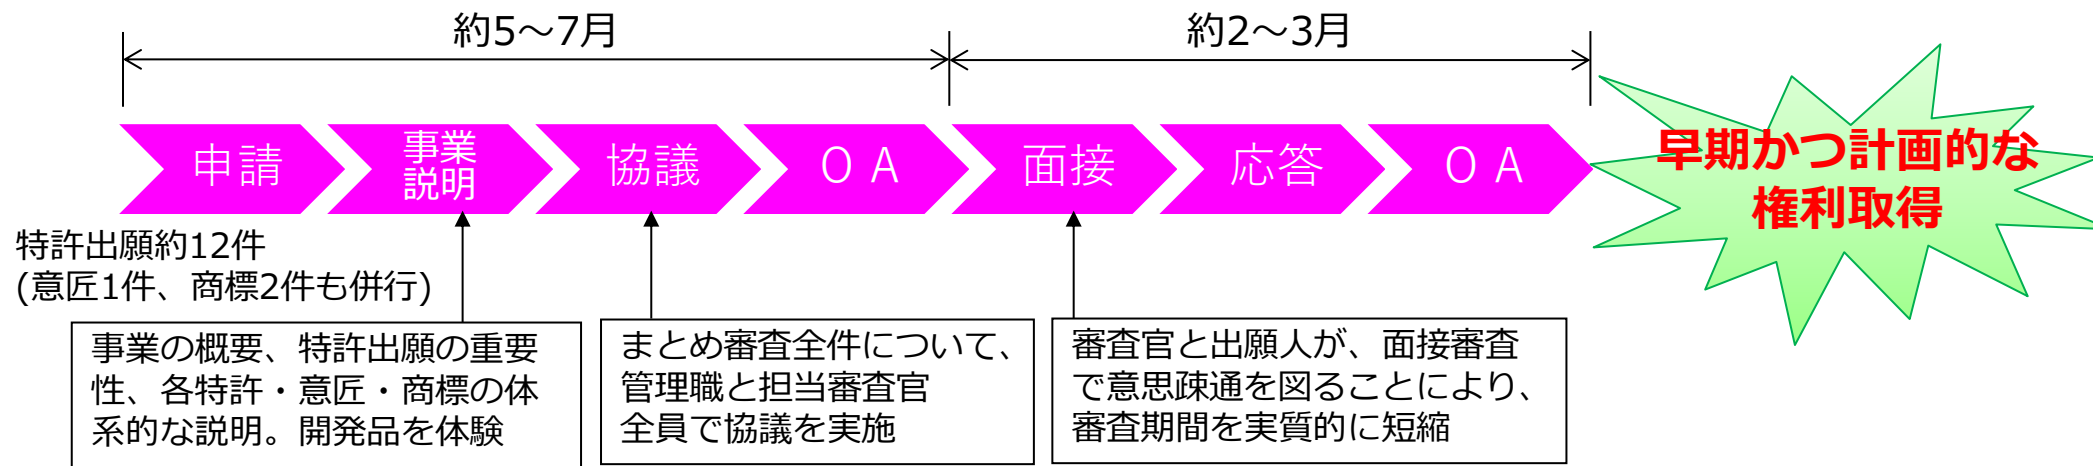 約5～7月
約2～3月
申請
事業
説明
協議
ＯＡ
面接
応答
ＯＡ
早期かつ計画的な
権利取得
特許出願約12件
(意匠1件、商標2件も併行)
事業の概要、特許出願の重要
性、各特許・意匠・商標の体
系的な説明。開発品を体験
まとめ審査全件について、
管理職と担当審査官
全員で協議を実施
審査官と出願人が、面接審査
で意思疎通を図ることにより、
審査期間を実質的に短縮